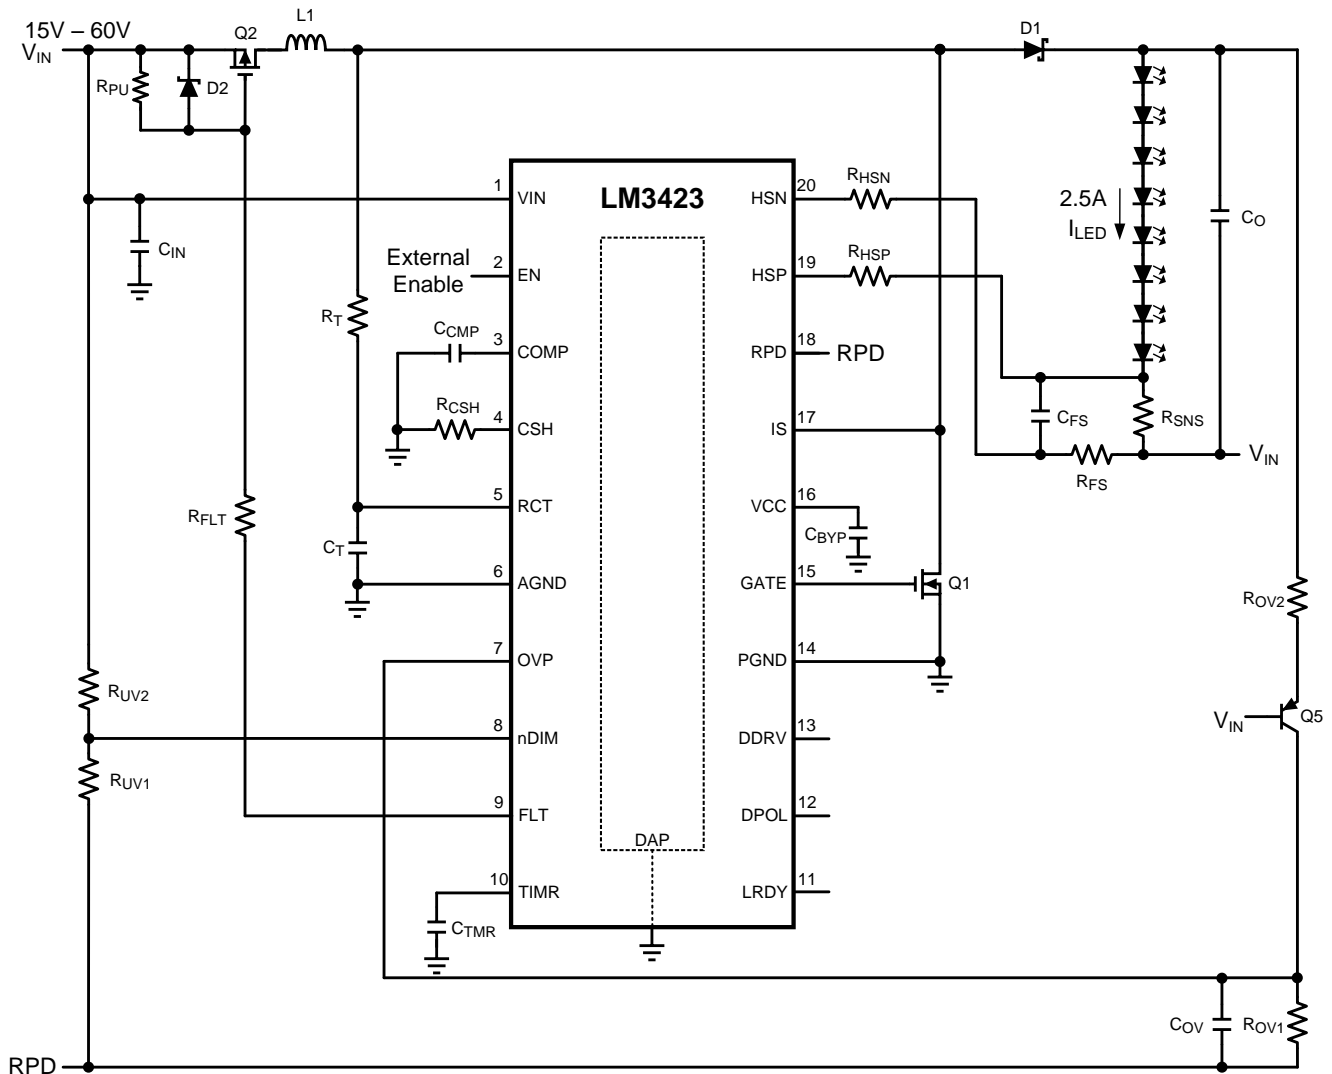 15V – 60V
VIN
Q2
L1
D1
RPU
D2
LM3423
1
VIN
HSN
20
RHSN
2.5A
ILED
CO
CIN
External
Enable
2
EN
HSP
19
RHSP
RT
CCMP
3
COMP
RPD
18
RPD
RCSH
4
CSH
IS
17
CFS
RSNS
VIN
RFS
RFLT
5
RCT
VCC
16
CBYP
CT
6
AGND
GATE
15
Q1
ROV2
7
OVP
PGND
14
RUV2
8
nDIM
DDRV
13
VIN
Q5
RUV1
9
FLT
DPOL
12
DAP
10
TIMR
LRDY
11
CTMR
COV
ROV1
RPD